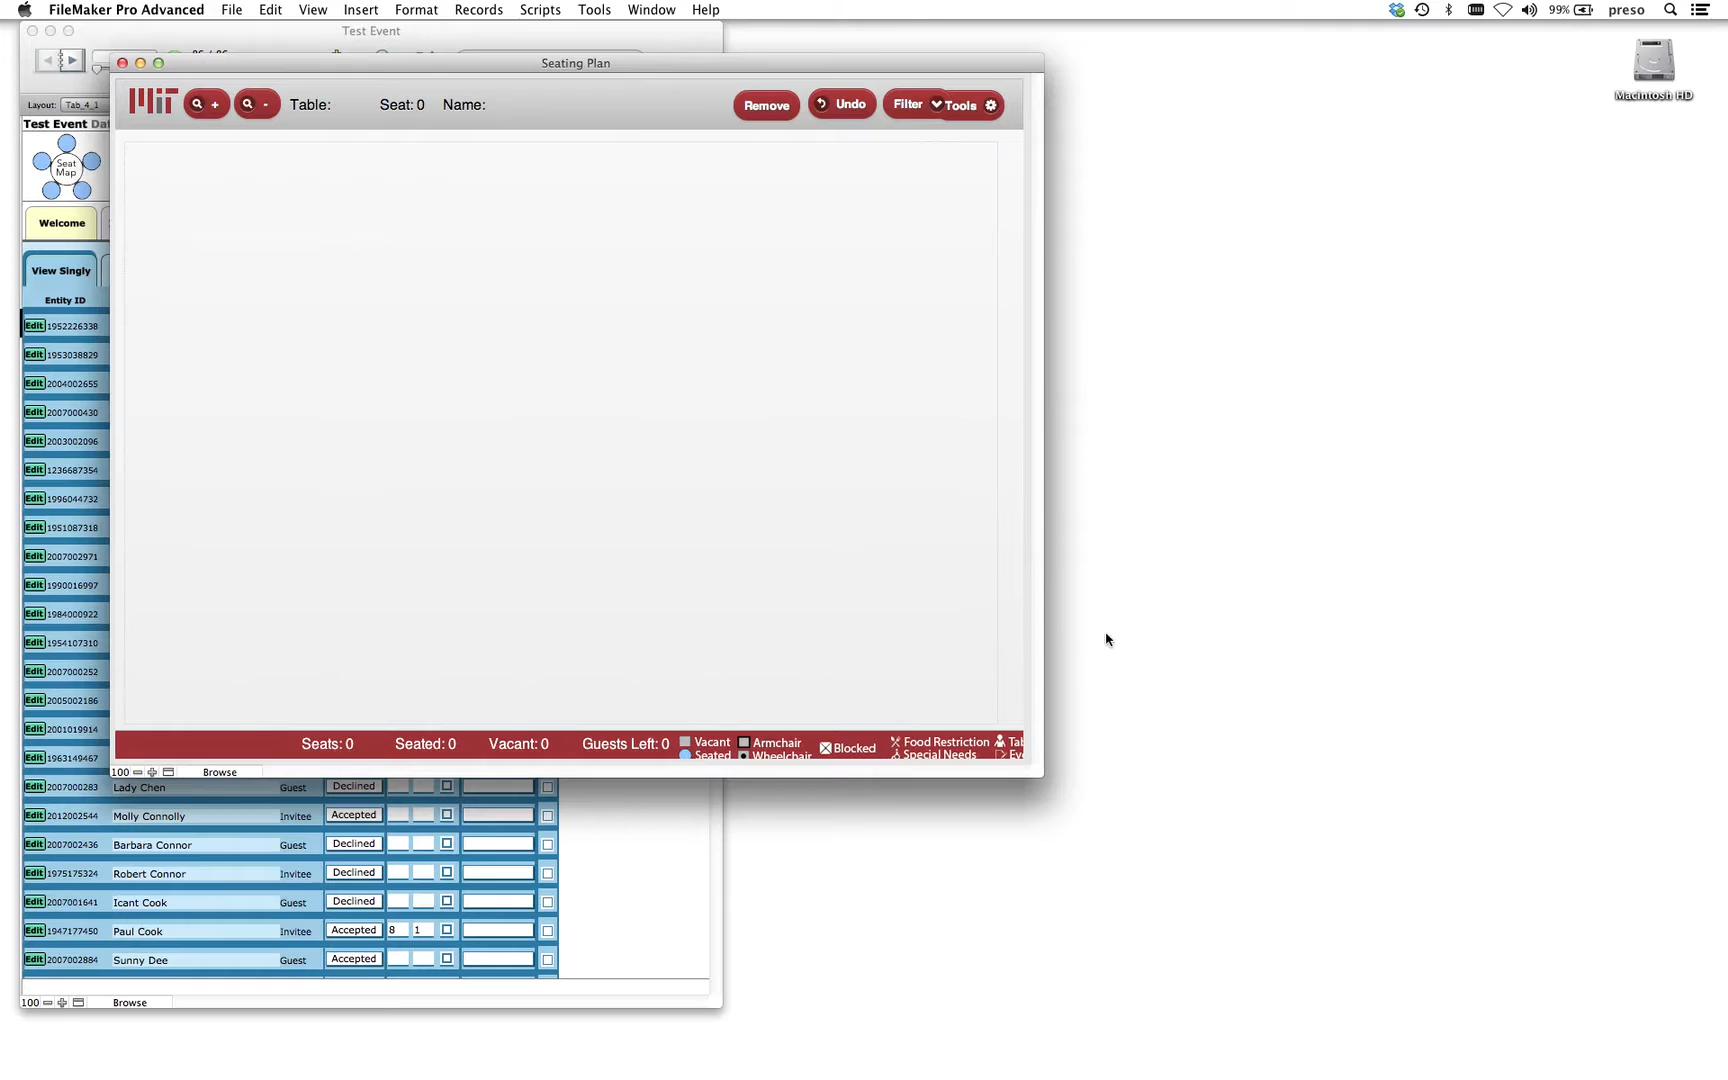 FileMaker Pro Advanced File Edit View Insert Format Records Scripts Tools Window Help 99% preso
Test Event
Macintosh HD
Seating Plan
Layout: Tab_4_1
MIT + - Table: Seat: 0 Name: Remove Undo Filter Tools
Test Event
Seat
Map
Welcome
View Singly
Entity ID
Edit 1952226338
Edit 1953038829
Edit 2004002655
Edit 2007000430
Edit 2003002096
Edit 1236687354
Edit 1996044732
Edit 1951087318
Edit 2007002971
Edit 1990016997
Edit 1984000922
Edit 1954107310
Edit 2007000252
Edit 2005002186
Edit 2001019914
Edit 1963149467
Seats: 0 Seated: 0 Vacant: 0 Guests Left: 0 Vacant Armchair Blocked Food Restriction
Seated Wheelchair Special Needs
100 Browse
Edit 2007000283 Lady Chen Guest Declined
Edit 2012002544 Molly Connolly Invitee Accepted
Edit 2007002436 Barbara Connor Guest Declined
Edit 1975175324 Robert Connor Invitee Declined
Edit 2007001641 Icant Cook Guest Declined
Edit 1947177450 Paul Cook Invitee Accepted 8 1
Edit 2007002884 Sunny Dee Guest Accepted
100 Browse